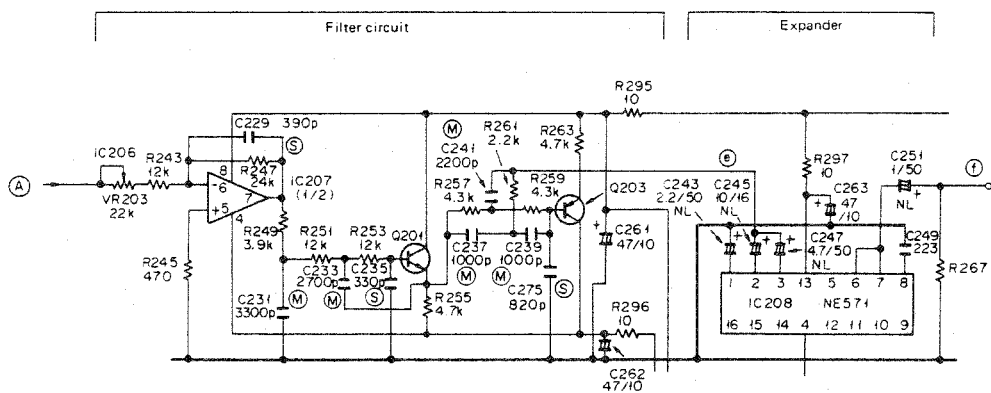 Filter circuit
Expander
R295
10
C229 390p
S
M
R261
2.2k
R263
4.7k
C241
2200p
e
R297
10
C251
1/50
f
iC206
R243
12k
R247
24k
8
iC207
(1/2)
R257
4.3k
R259
4.3k
Q203
C243
2.2/50
NL
C245
10/16
NL
C263
47
/10
NL
A
VR203
22k
-6
7
+5
4
R249
3.9k
R251
12k
R253
12k
Q201
C237
1000p
M
C239
1000p
M
C261
47/10
C247
4.7/50
NL
C249
223
R245
470
C233
2700p
M
C235
330p
S
C275
820p
S
R267
C231
3300p
M
R255
4.7k
R296
10
1 2 3 13 5 6 7 8
IC208 NE571
16 15 14 4 12 11 10 9
C262
47/10